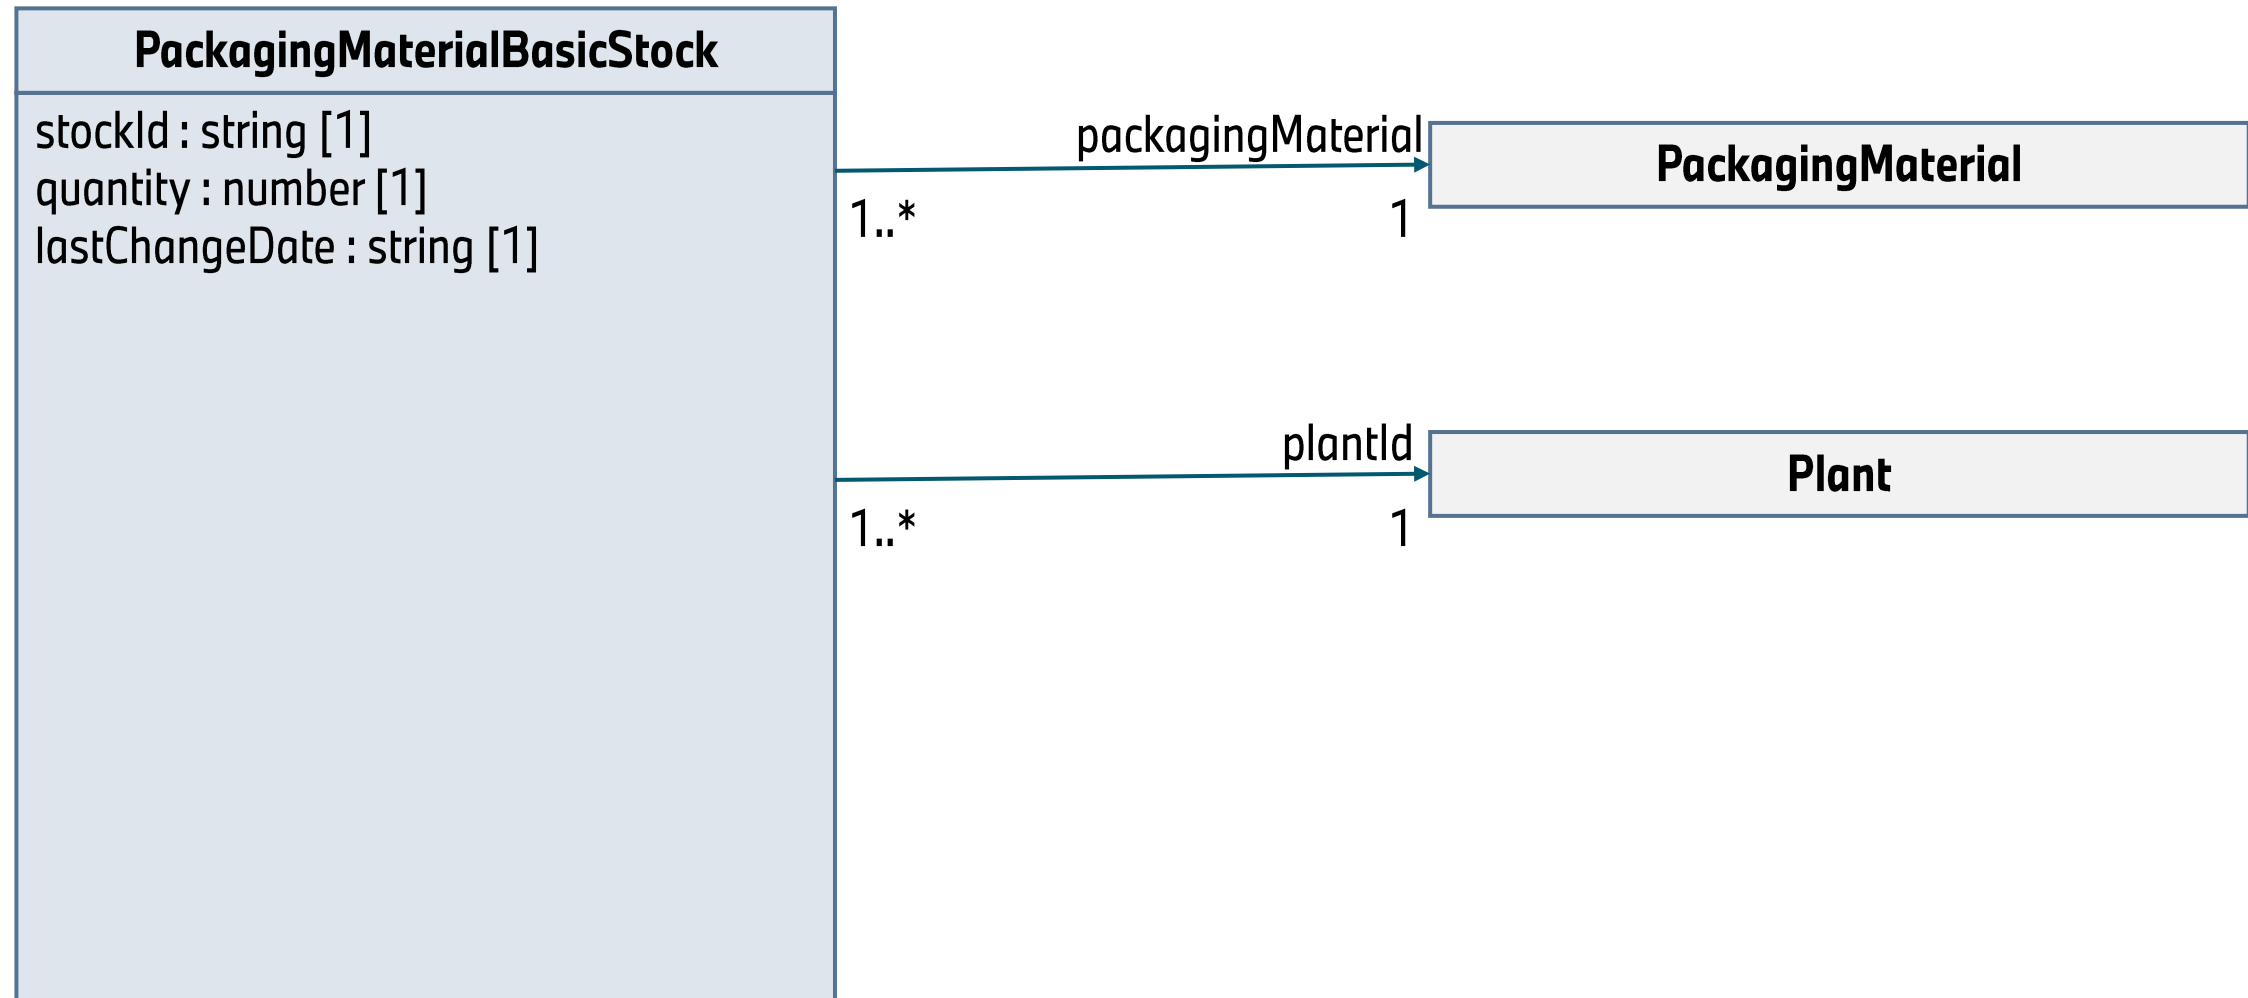 PackagingMaterialBasicStock
stockId : string [1]
quantity : number [1]
lastChangeDate : string [1]
packagingMaterial
1..*
1
PackagingMaterial
plantId
1..*
1
Plant